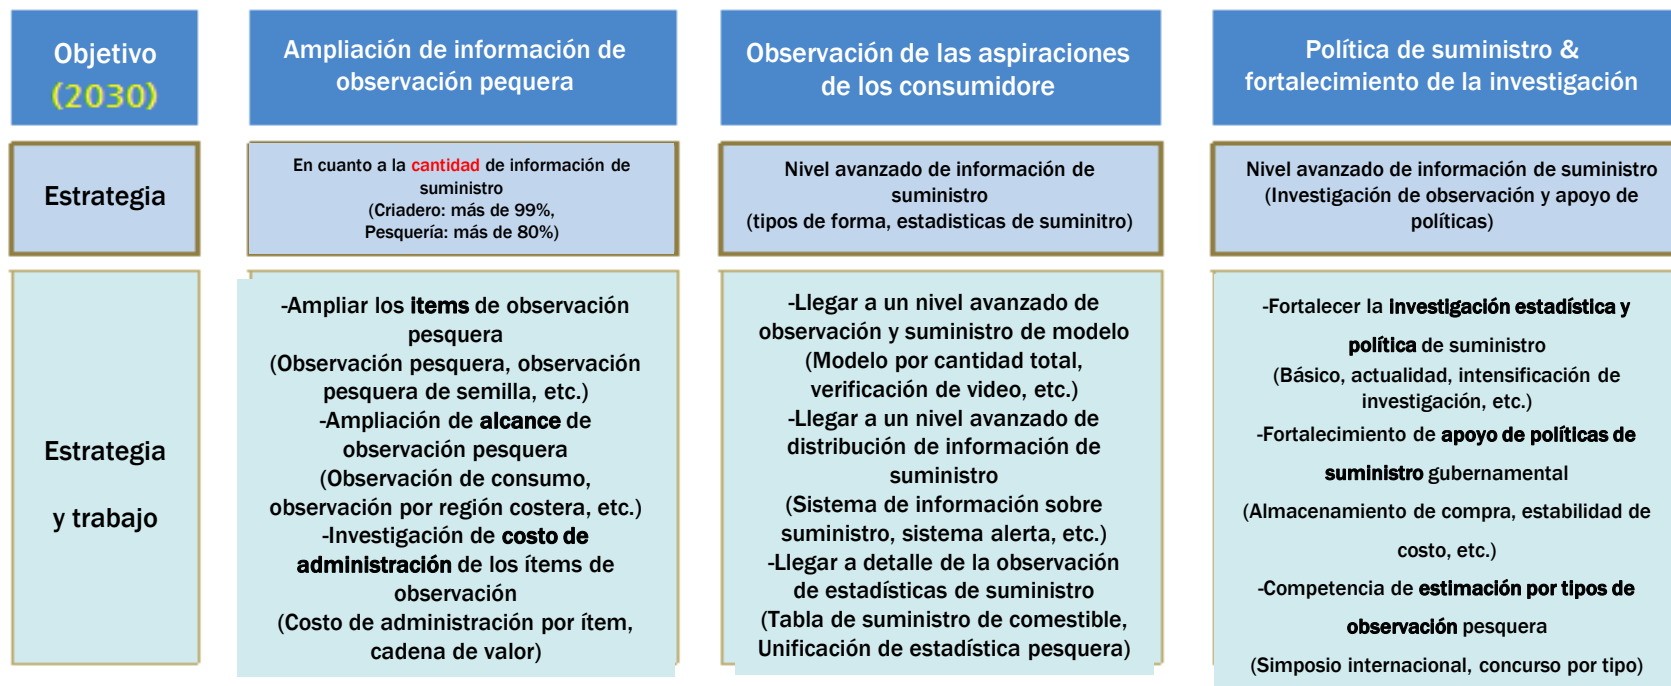 Objetivo
(2030)
Ampliación de información de
observación pequera
Observación de las aspiraciones
de los consumidore
Política de suministro &
fortalecimiento de la investigación
Estrategia
En cuanto a la cantidad de información de
suministro
(Criadero: más de 99%,
Pesquería: más de 80%)
Nivel avanzado de información de
suministro
(tipos de forma, estadisticas de suminitro)
Nivel avanzado de información de suministro
(Investigación de observación y apoyo de
políticas)
Estrategia
y trabajo
-Ampliar los items de observación
pesquera
(Observación pesquera, observación
pesquera de semilla, etc.)
-Ampliación de alcance de
observación pesquera
(Observación de consumo,
observación por región costera, etc.)
-Investigación de costo de
administración de los ítems de
observación
(Costo de administración por ítem,
cadena de valor)
-Llegar a un nivel avanzado de
observación y suministro de modelo
(Modelo por cantidad total,
verificación de video, etc.)
-Llegar a un nivel avanzado de
distribución de información de
suministro
(Sistema de información sobre
suministro, sistema alerta, etc.)
-Llegar a detalle de la observación
de estadísticas de suministro
(Tabla de suministro de comestible,
Unificación de estadística pesquera)
-Fortalecer la investigación estadística y
política de suministro
(Básico, actualidad, intensificación de
investigación, etc.)
-Fortalecimiento de apoyo de políticas de
suministro gubernamental
(Almacenamiento de compra, estabilidad de
costo, etc.)
-Competencia de estimación por tipos de
observación pesquera
(Simposio internacional, concurso por tipo)